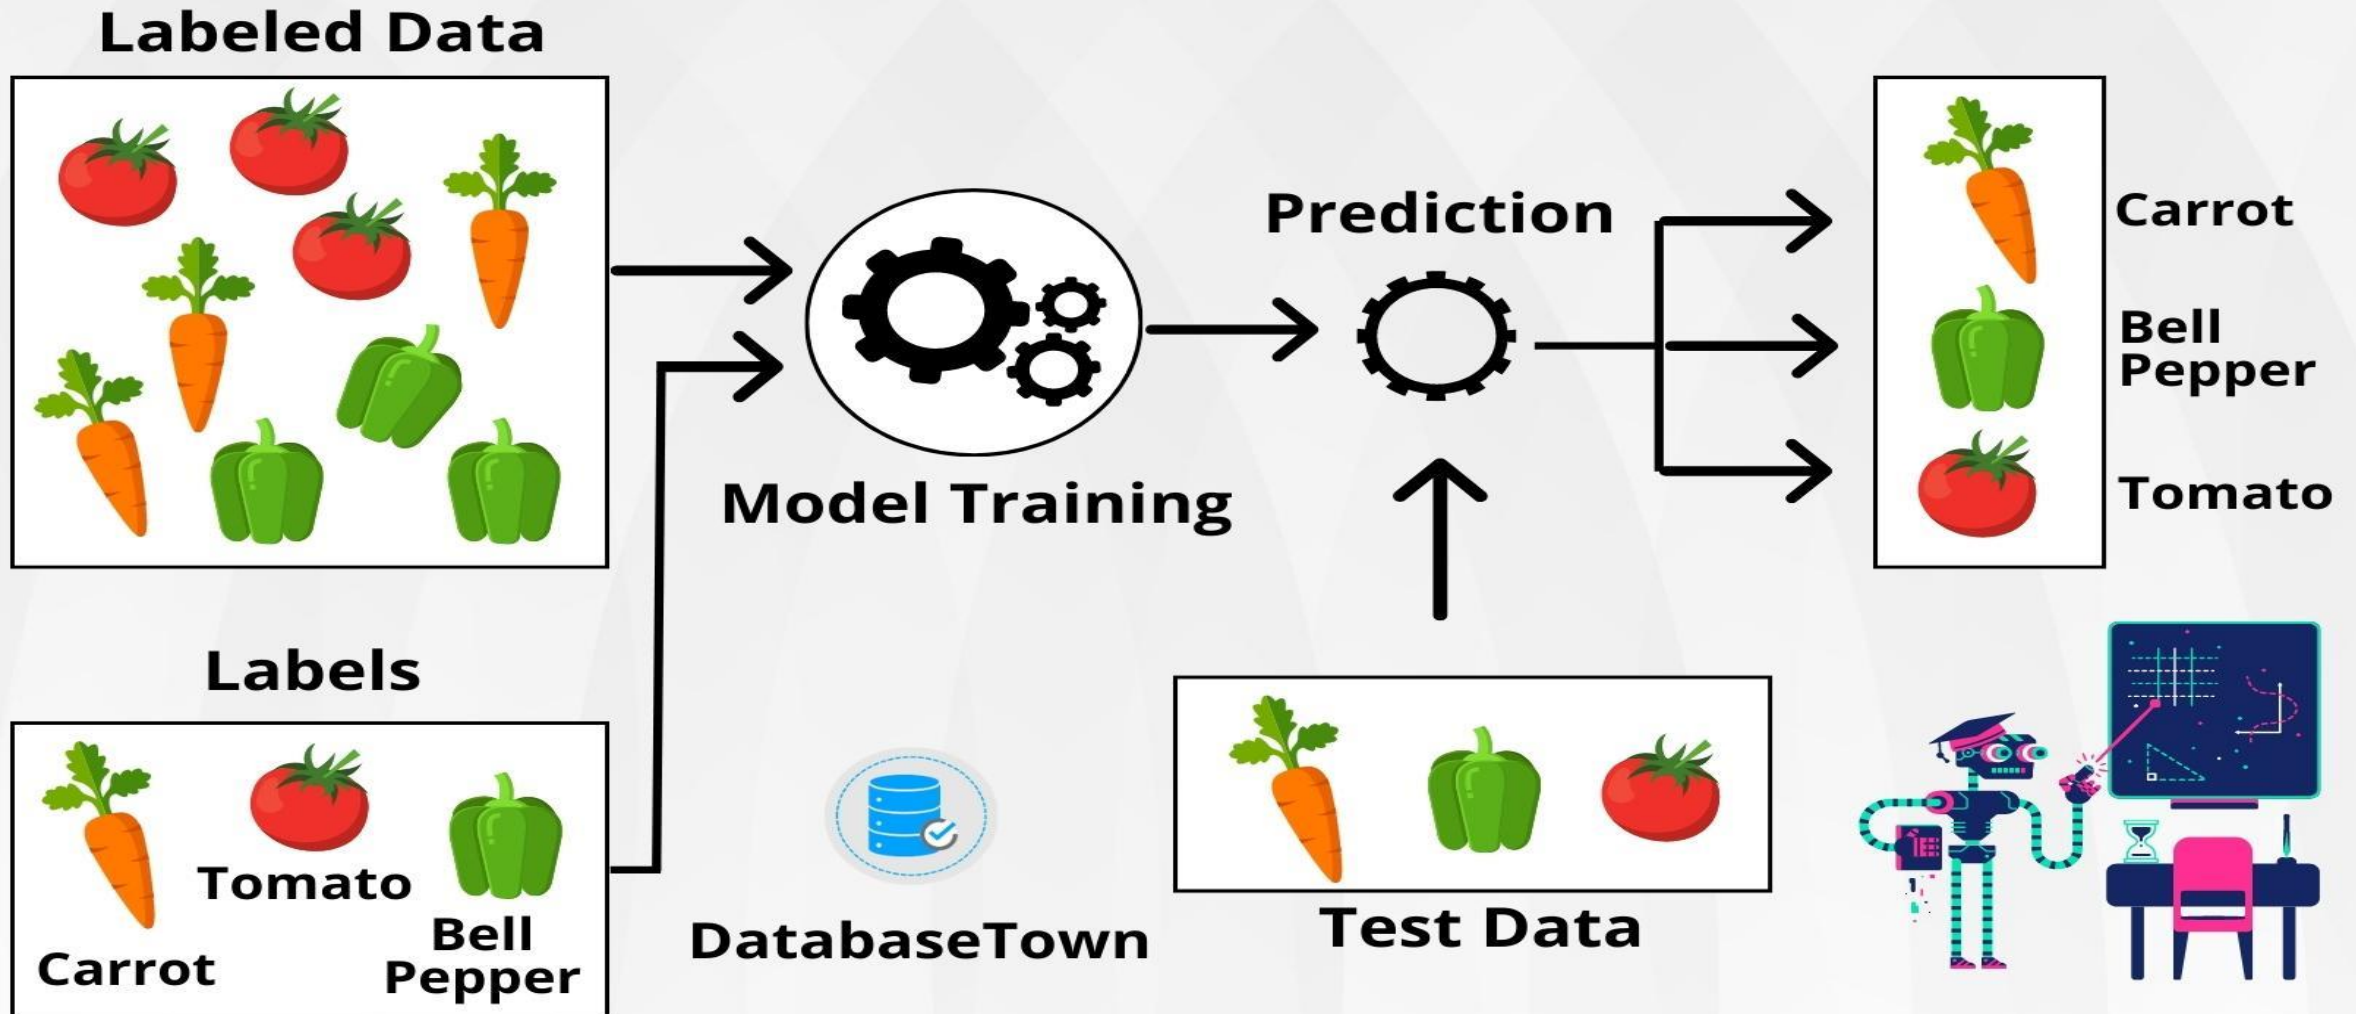 Labeled Data
Prediction
Carrot
Bell
Pepper
Tomato
Model Training
Labels
Tomato
Bell
Pepper
Carrot
DatabaseTown
Test Data